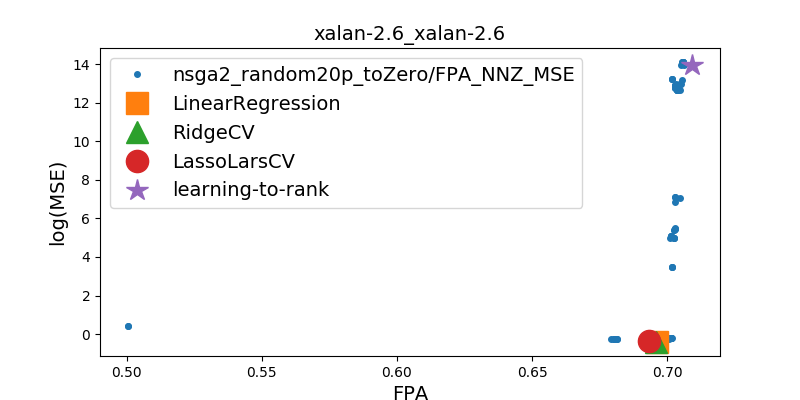 xalan-2.6_xalan-2.6
nsga2_random20p_toZero/FPA_NNZ_MSE
LinearRegression
RidgeCV
LassoLarsCV
learning-to-rank
log(MSE)
14
12
10
8
6
4
2
0
0.50 0.55 0.60 0.65 0.70
FPA